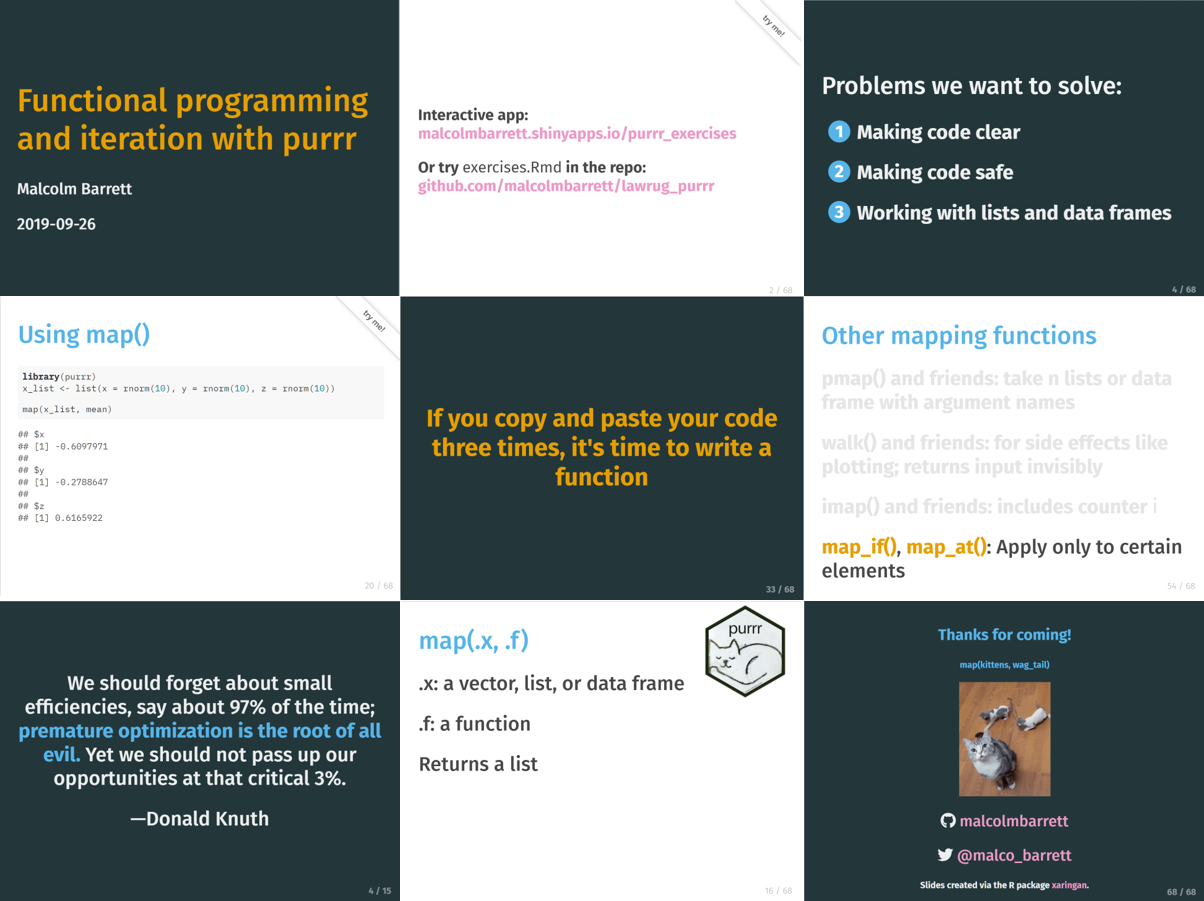 Functional programming
and iteration with purrr
Malcolm Barrett
2019-09-26
try me!
Interactive app:
malcolmbarrett.shinyapps.io/purrr_exercises
Or try exercises.Rmd in the repo:
github.com/malcolmbarrett/lawrug_purrr
2 / 68
Problems we want to solve:
1 Making code clear
2 Making code safe
3 Working with lists and data frames
4 / 68
try me!
Using map()
library(purrr)
x_list <- list(x = rnorm(10), y = rnorm(10), z = rnorm(10))
map(x_list, mean)
## $x
## [1] -0.6097971
##
## $y
## [1] -0.2788647
##
## $z
## [1] 0.6165922
20 / 68
If you copy and paste your code
three times, it's time to write a
function
33 / 68
Other mapping functions
pmap() and friends: take n lists or data
frame with argument names
walk() and friends: for side effects like
plotting; returns input invisibly
imap() and friends: includes counter i
map_if(), map_at(): Apply only to certain
elements
54 / 68
We should forget about small
efficiencies, say about 97% of the time;
premature optimization is the root of all
evil. Yet we should not pass up our
opportunities at that critical 3%.
—Donald Knuth
4 / 15
map(.x, .f)
purrr
.x: a vector, list, or data frame
.f: a function
Returns a list
16 / 68
Thanks for coming!
map(kittens, wag_tail)
malcolmbarrett
@malco_barrett
Slides created via the R package xaringan.
68 / 68